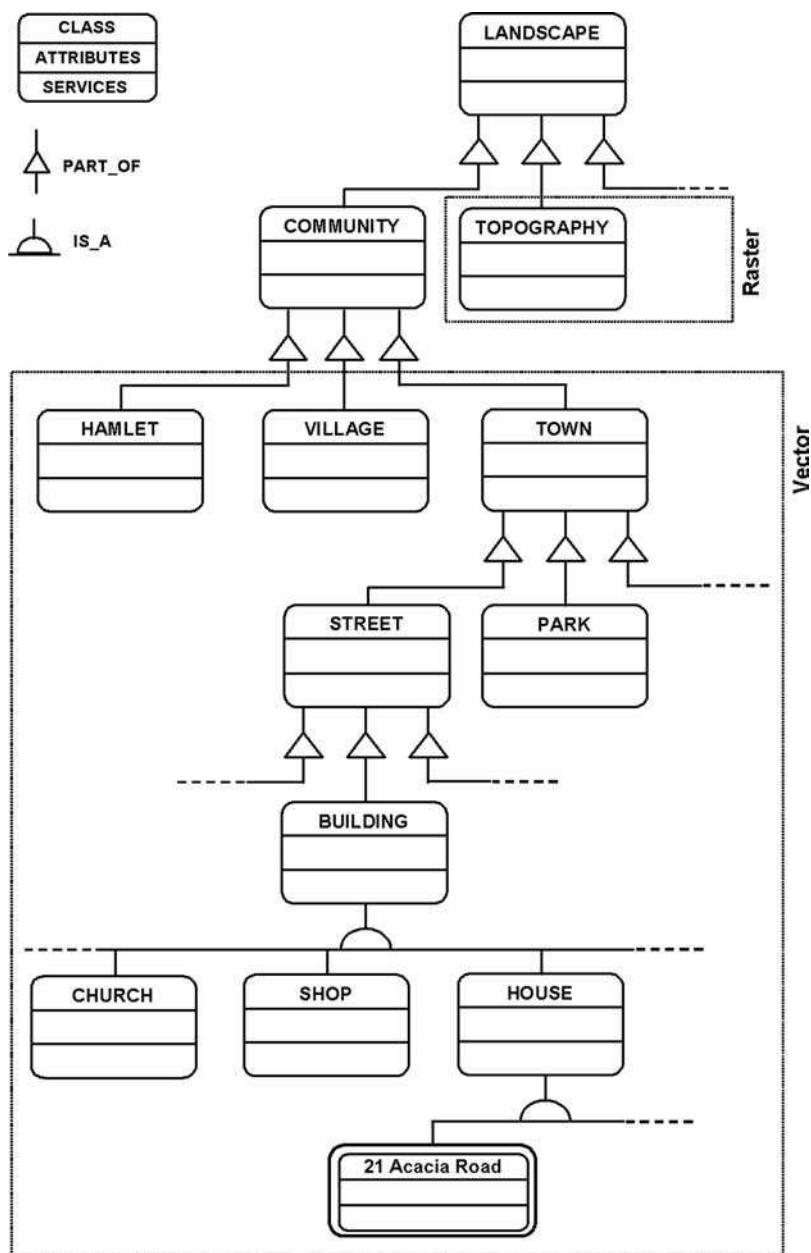 CLASS
ATTRIBUTES
SERVICES
PART_OF
IS_A
LANDSCAPE
COMMUNITY
TOPOGRAPHY
Raster
HAMLET
VILLAGE
TOWN
Vector
STREET
PARK
BUILDING
CHURCH
SHOP
HOUSE
21 Acacia Road